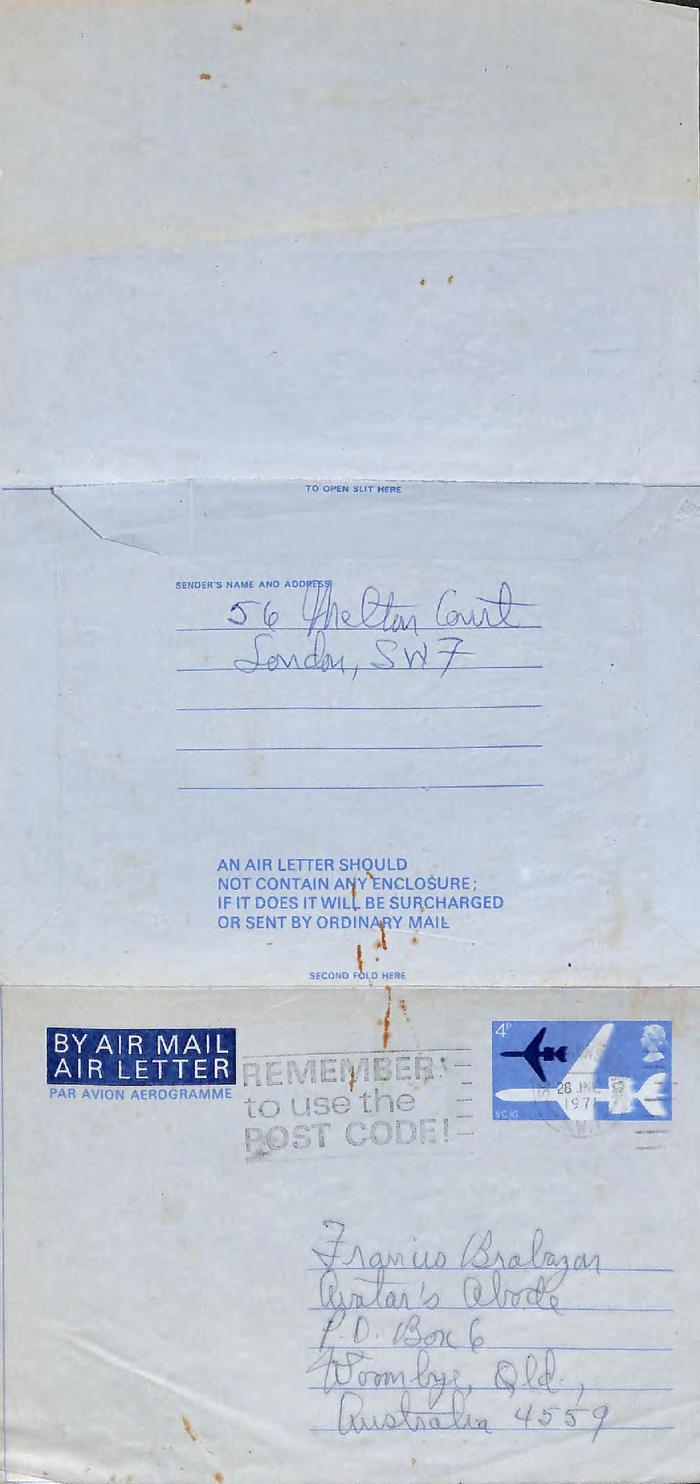 TO OPEN SLIT HERE
SENDER'S NAME AND ADDRESS
56 Melton Court
London, SW7
AN AIR LETTER SHOULD
NOT CONTAIN ANY ENCLOSURE;
IF IT DOES IT WILL BE SURCHARGED
OR SENT BY ORDINARY MAIL
SECOND FOLD HERE
BY AIR MAIL
AIR LETTER
PAR AVION AEROGRAMME
REMEMBER
to use the
POST CODE!
4P
1971
VC10
Francis Brabazon
Avatar's Abode
P.O. Box 6
Woombye, Qld.,
Australia 4559